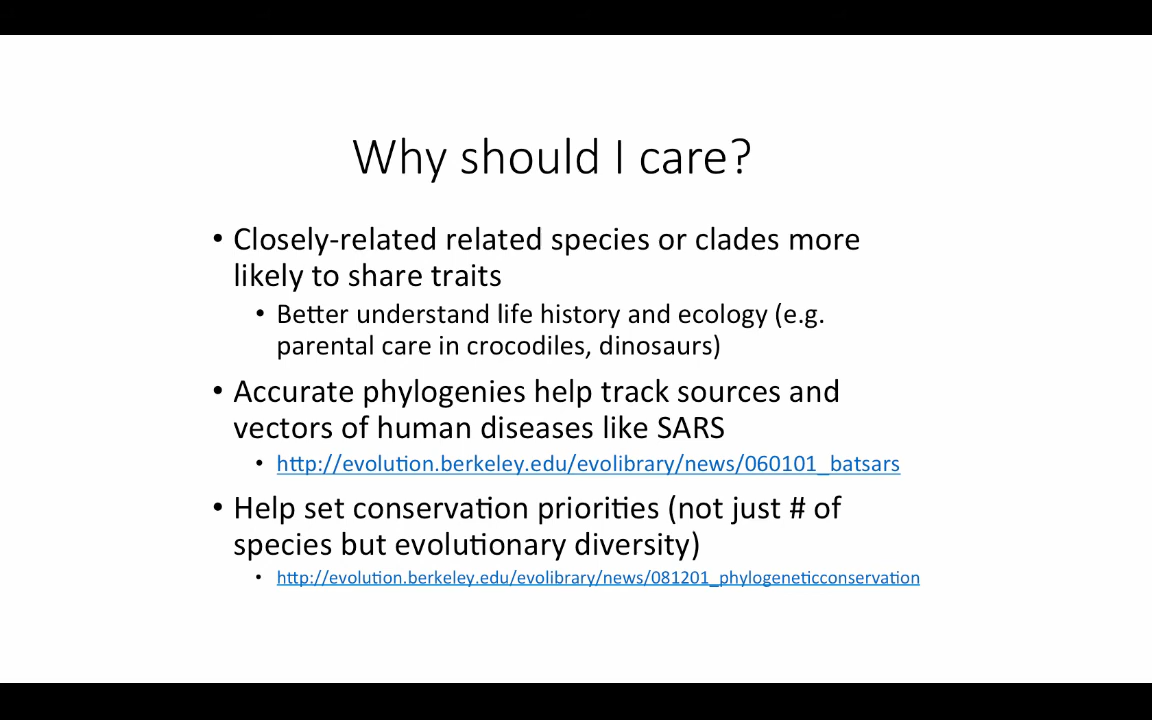 Why should I care?
• Closely-related related species or clades more
likely to share traits
• Better understand life history and ecology (e.g.
parental care in crocodiles, dinosaurs)
• Accurate phylogenies help track sources and
vectors of human diseases like SARS
• http://evolution.berkeley.edu/evolibrary/news/060101_batsars
• Help set conservation priorities (not just # of
species but evolutionary diversity)
• http://evolution.berkeley.edu/evolibrary/news/081201_phylogeneticconservation